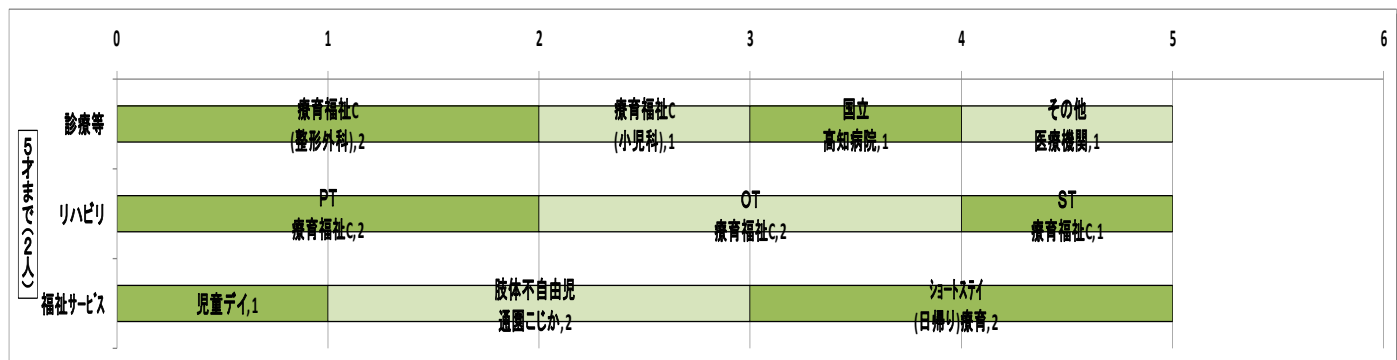 0 1 2 3 4 5 6
5才まで(2人)
診療等
療育福祉C
(整形外科),2
療育福祉C
(小児科),1
国立
高知病院,1
その他
医療機関,1
リハビリ
PT
療育福祉C,2
OT
療育福祉C,2
ST
療育福祉C,1
福祉サービス
児童デイ,1
肢体不自由児
通園こじか,2
ショートステイ
(日帰り)療育,2